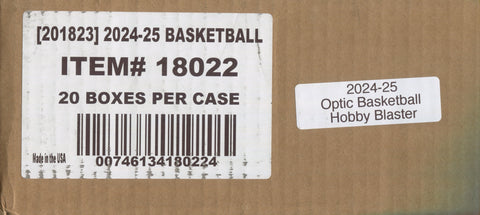 [201823] 2024-25 BASKETBALL
ITEM# 18022
20 BOXES PER CASE
Made in the USA
00746134180224
2024-25
Optic Basketball
Hobby Blaster